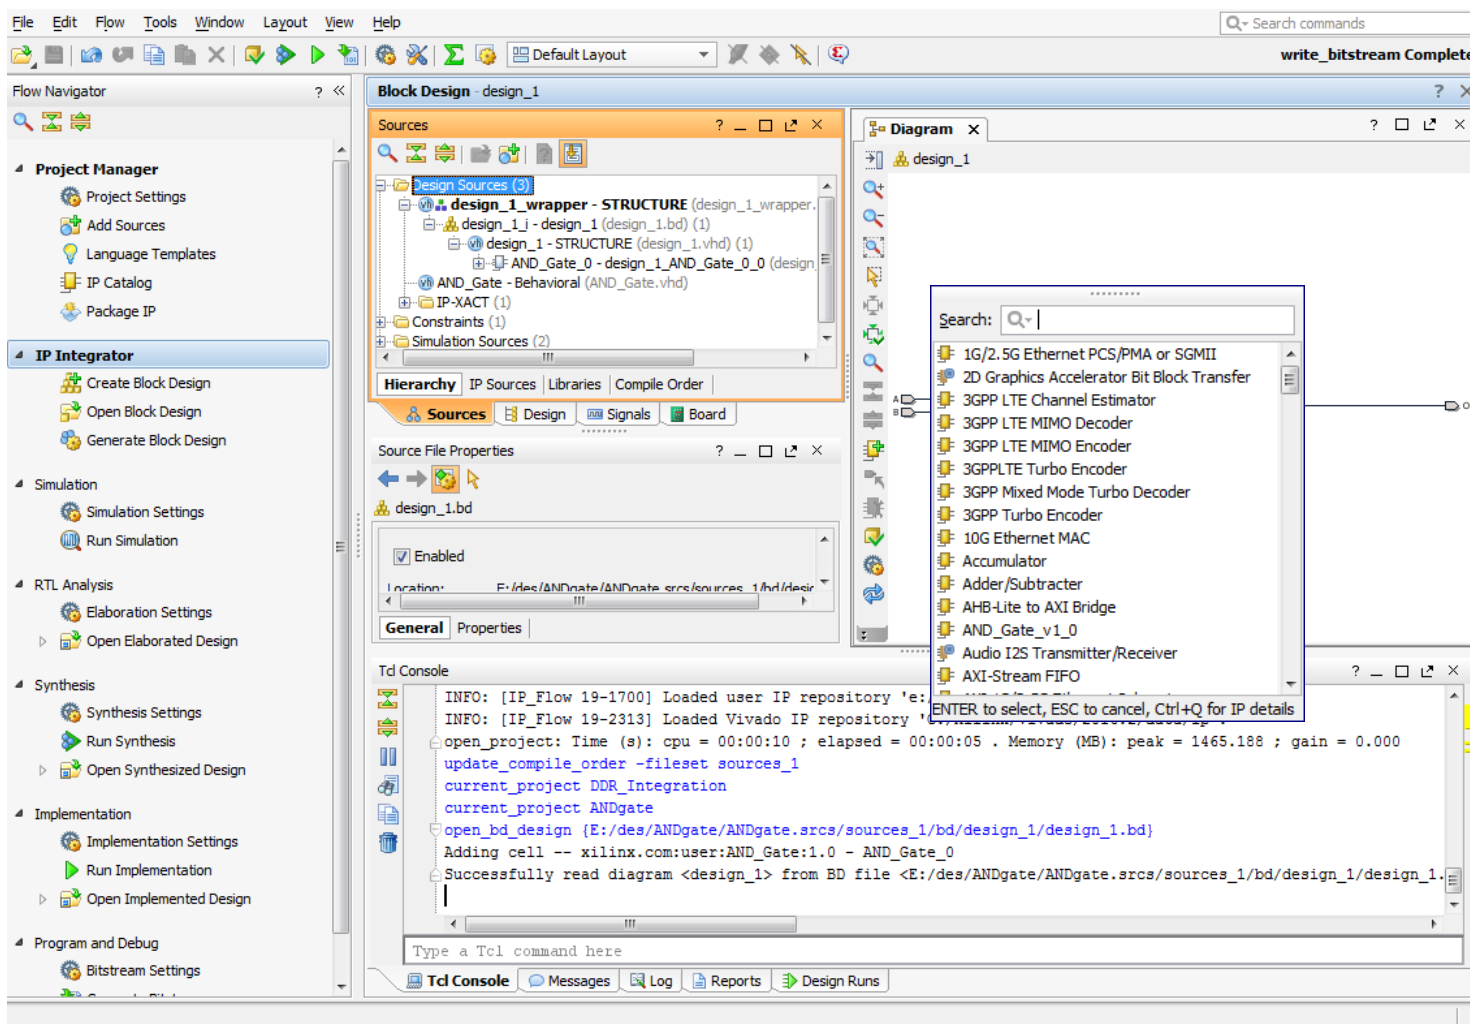 File Edit Flow Tools Window Layout View Help
Search commands
Default Layout
write_bitstream Complete
Flow Navigator
Project Manager
Project Settings
Add Sources
Language Templates
IP Catalog
Package IP
IP Integrator
Create Block Design
Open Block Design
Generate Block Design
Simulation
Simulation Settings
Run Simulation
RTL Analysis
Elaboration Settings
Open Elaborated Design
Synthesis
Synthesis Settings
Run Synthesis
Open Synthesized Design
Implementation
Implementation Settings
Run Implementation
Open Implemented Design
Program and Debug
Bitstream Settings
Block Design - design_1
Sources
Design Sources (3)
design_1_wrapper - STRUCTURE (design_1_wrapper.
design_1_i - design_1 (design_1.bd) (1)
design_1 - STRUCTURE (design_1.vhd) (1)
AND_Gate_0 - design_1_AND_Gate_0_0 (design
AND_Gate - Behavioral (AND_Gate.vhd)
IP-XACT (1)
Constraints (1)
Simulation Sources (2)
Hierarchy IP Sources Libraries Compile Order
Sources Design Signals Board
Source File Properties
design_1.bd
Enabled
Location: E:/des/ANDgate/ANDgate.srcs/sources_1/bd/desig
General Properties
Diagram
design_1
A
B
O
Search:
1G/2.5G Ethernet PCS/PMA or SGMII
2D Graphics Accelerator Bit Block Transfer
3GPP LTE Channel Estimator
3GPP LTE MIMO Decoder
3GPP LTE MIMO Encoder
3GPPLTE Turbo Encoder
3GPP Mixed Mode Turbo Decoder
3GPP Turbo Encoder
10G Ethernet MAC
Accumulator
Adder/Subtracter
AHB-Lite to AXI Bridge
AND_Gate_v1_0
Audio I2S Transmitter/Receiver
AXI-Stream FIFO
ENTER to select, ESC to cancel, Ctrl+Q for IP details
Tcl Console
INFO: [IP_Flow 19-1700] Loaded user IP repository 'e:
INFO: [IP_Flow 19-2313] Loaded Vivado IP repository
open_project: Time (s): cpu = 00:00:10 ; elapsed = 00:00:05 . Memory (MB): peak = 1465.188 ; gain = 0.000
update_compile_order -fileset sources_1
current_project DDR_Integration
current_project ANDgate
open_bd_design {E:/des/ANDgate/ANDgate.srcs/sources_1/bd/design_1/design_1.bd}
Adding cell -- xilinx.com:user:AND_Gate:1.0 - AND_Gate_0
Successfully read diagram <design_1> from BD file <E:/des/ANDgate/ANDgate.srcs/sources_1/bd/design_1/design_1.
Type a Tcl command here
Tcl Console Messages Log Reports Design Runs